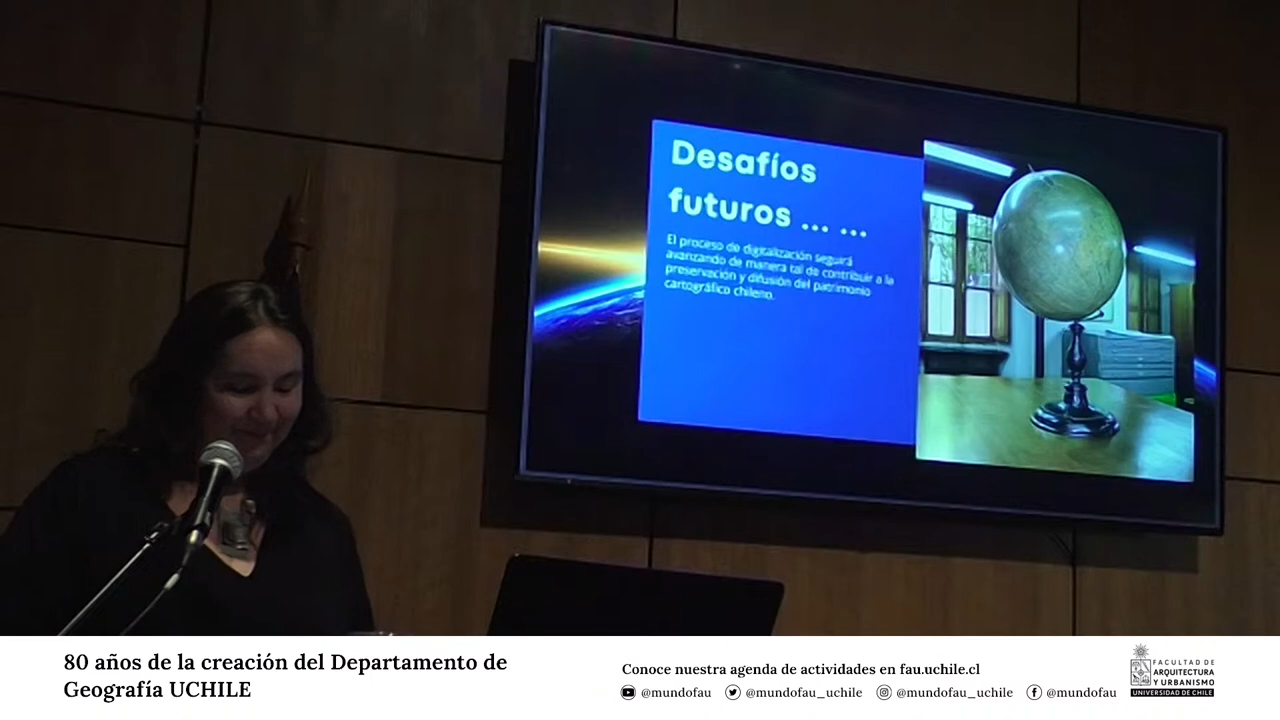 Desafíos
futuros ... ...
El proceso de digitalización seguirá
avanzando de manera tal de contribuir a la
preservación y difusión del patrimonio
cartográfico chileno.
80 años de la creación del Departamento de
Geografía UCHILE
Conoce nuestra agenda de actividades en fau.uchile.cl
@mundofau @mundofau_uchile @mundofau_uchile @mundofau
FACULTAD DE
ARQUITECTURA
Y URBANISMO
UNIVERSIDAD DE CHILE